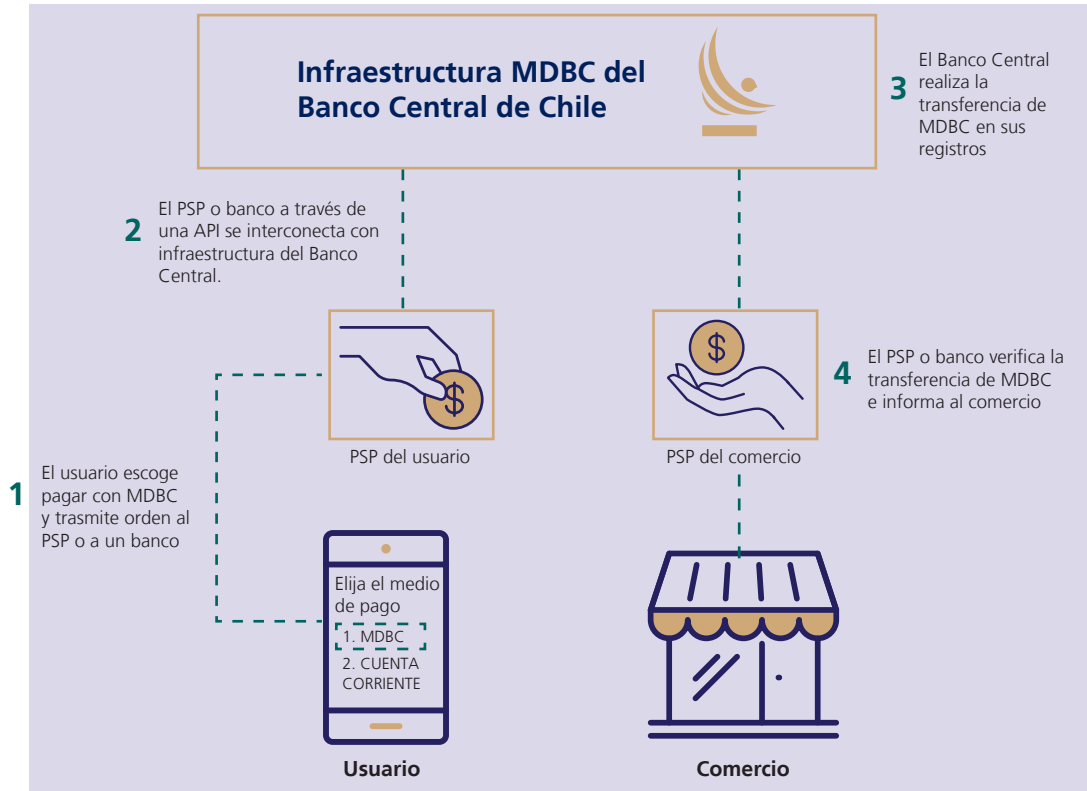 Infraestructura MDBC del
Banco Central de Chile
3
El Banco Central
realiza la
transferencia de
MDBC en sus
registros
2
El PSP o banco a través de
una API se interconecta con
infraestructura del Banco
Central.
$
$
4
El PSP o banco verifica la
transferencia de MDBC
e informa al comercio
PSP del usuario
PSP del comercio
1
El usuario escoge
pagar con MDBC
y trasmite orden al
PSP o a un banco
Elija el medio
de pago
1. MDBC
2. CUENTA
CORRIENTE
Usuario
Comercio